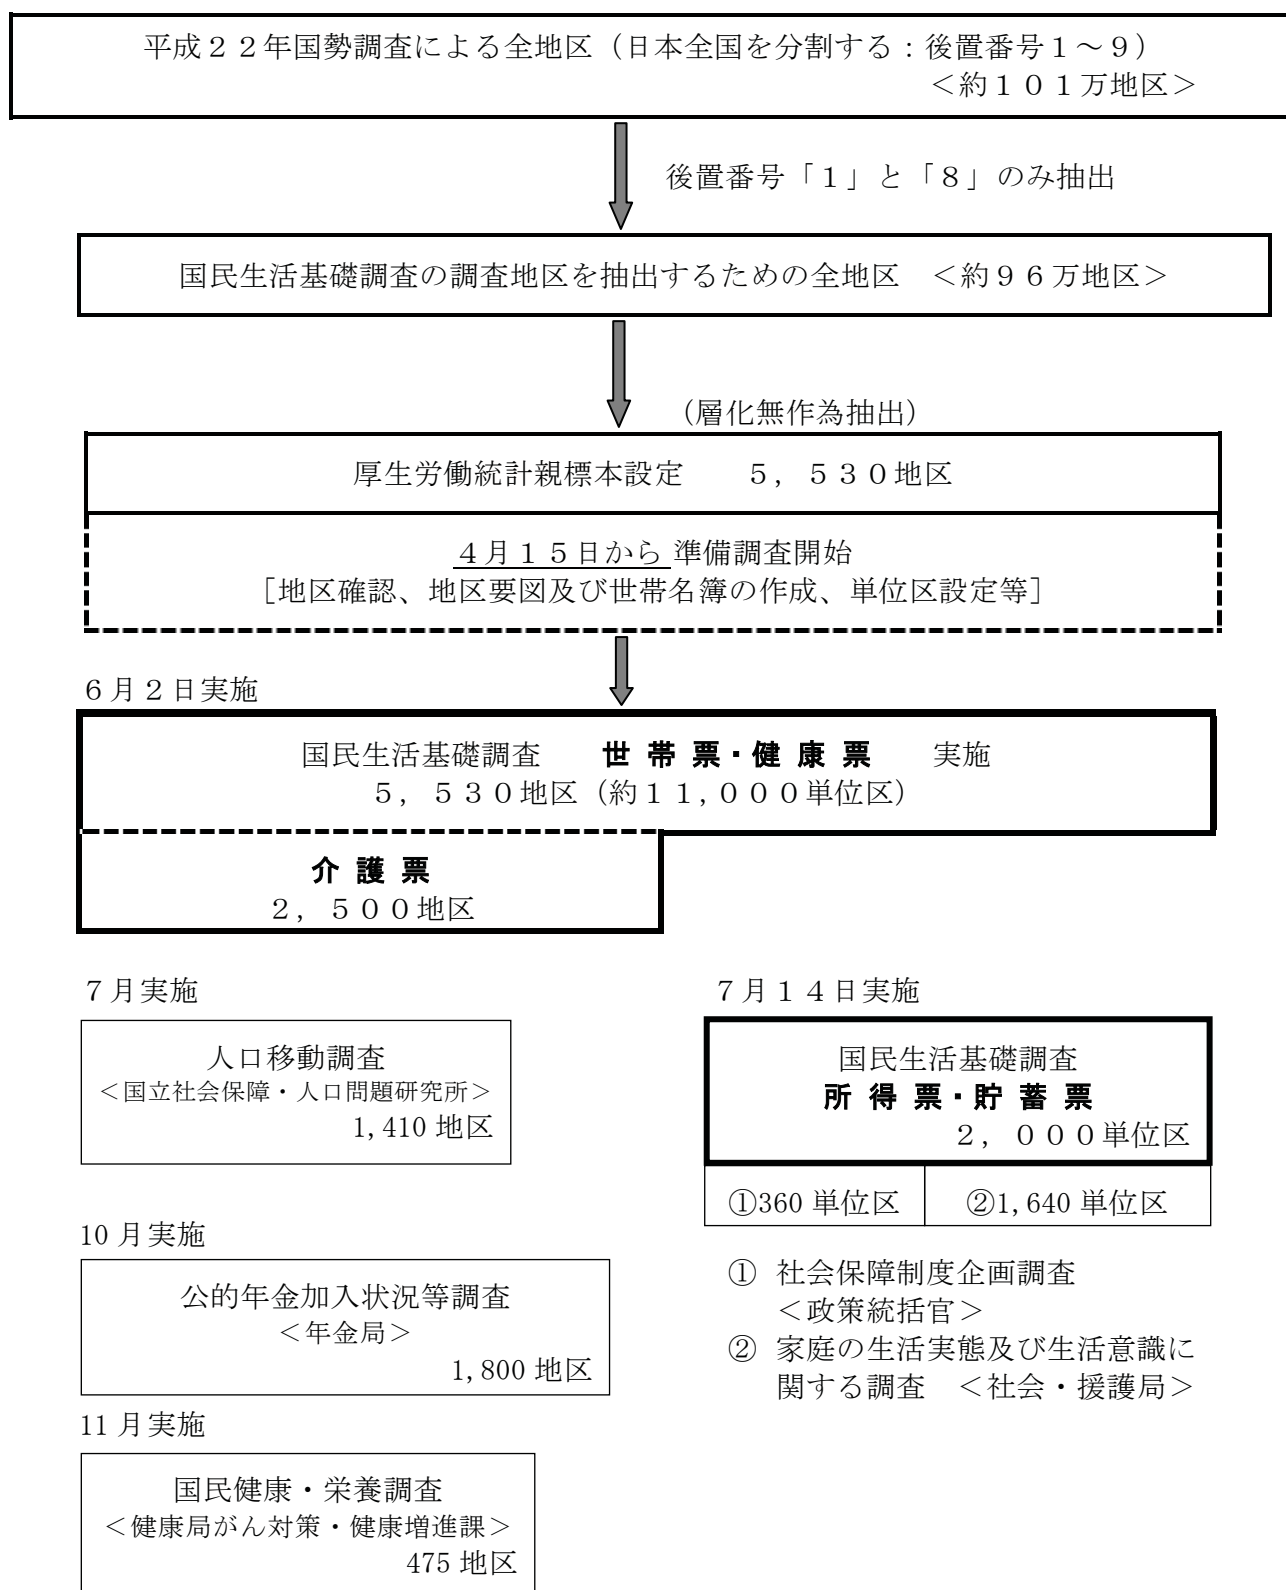 平成２２年国勢調査による全地区（日本全国を分割する：後置番号１～９）
＜約１０１万地区＞
後置番号「１」と「８」のみ抽出
国民生活基礎調査の調査地区を抽出するための全地区　＜約９６万地区＞
（層化無作為抽出）
厚生労働統計親標本設定　　５，５３０地区
４月１５日から 準備調査開始
［地区確認、地区要図及び世帯名簿の作成、単位区設定等］
６月２日実施
国民生活基礎調査　　世 帯 票・健 康 票　　実施
５，５３０地区（約１１,０００単位区）
介 護 票
２，５００地区
７月実施
人口移動調査
＜国立社会保障・人口問題研究所＞
1,410 地区
７月１４日実施
国民生活基礎調査
所 得 票・貯 蓄 票
２，０００単位区
①360 単位区　②1,640 単位区
① 社会保障制度企画調査
＜政策統括官＞
② 家庭の生活実態及び生活意識に
関する調査　＜社会・援護局＞
10 月実施
公的年金加入状況等調査
＜年金局＞
1,800 地区
11 月実施
国民健康・栄養調査
＜健康局がん対策・健康増進課＞
475 地区